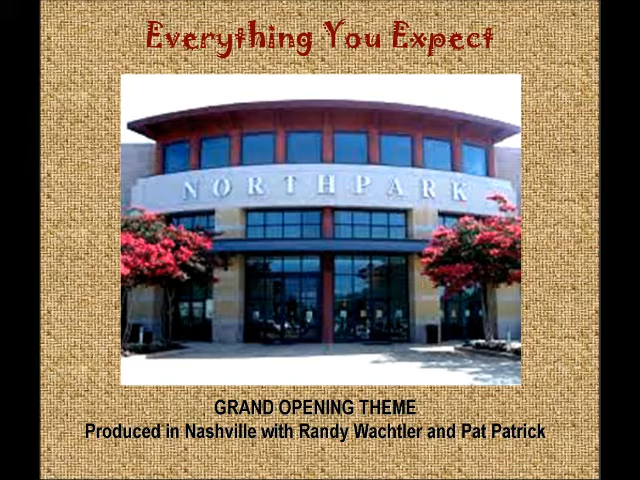 Everything You Expect
NORTHPARK
GRAND OPENING THEME
Produced in Nashville with Randy Wachtler and Pat Patrick